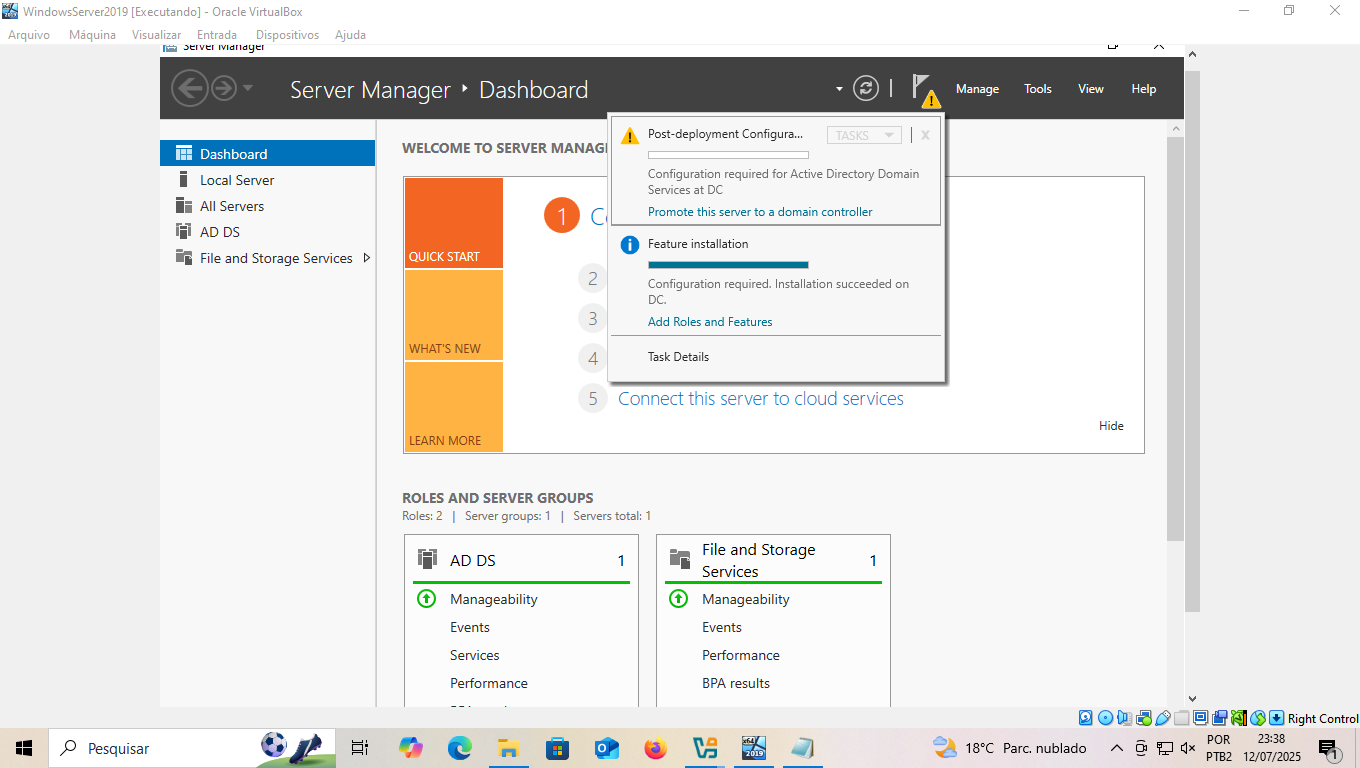 WindowsServer2019 [Executando] - Oracle VirtualBox
Arquivo Máquina Visualizar Entrada Dispositivos Ajuda
Server Manager
Server Manager Dashboard
Manage Tools View Help
Dashboard
Local Server
All Servers
AD DS
File and Storage Services
WELCOME TO SERVER MANAG
QUICK START
WHAT'S NEW
LEARN MORE
1
2
3
4
5 Connect this server to cloud services
Hide
Post-deployment Configura... TASKS X
Configuration required for Active Directory Domain
Services at DC
Promote this server to a domain controller
Feature installation
Configuration required. Installation succeeded on
DC.
Add Roles and Features
Task Details
ROLES AND SERVER GROUPS
Roles: 2 | Server groups: 1 | Servers total: 1
AD DS 1
Manageability
Events
Services
Performance
File and Storage
Services 1
Manageability
Events
Performance
BPA results
Right Control
Pesquisar
x64
2019
18°C Parc. nublado
POR
PTB2
23:38
12/07/2025
1